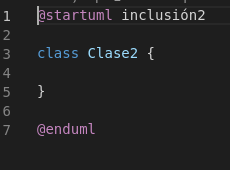 1 @startuml inclusión2
2
3 class Clase2 {
4
5 }
6
7 @enduml